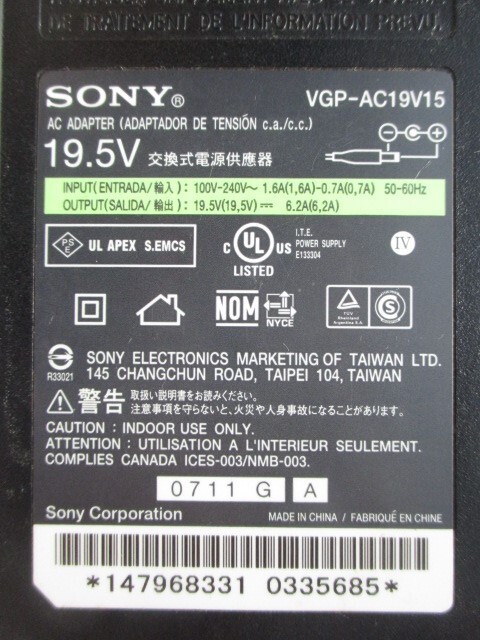 DE TRAITEMENT DE L'INFORMATION PRÉVU.
SONY®
VGP-AC19V15
AC ADAPTER (ADAPTADOR DE TENSIÓN c.a./c.c.)
19.5V 交換式電源供應器
INPUT(ENTRADA/輸入): 100V-240V~ 1.6A(1,6A)-0.7A(0,7A) 50-60Hz
OUTPUT(SALIDA/輸出): 19.5V(19,5V)⎓ 6.2A(6,2A)
PSE UL APEX S.EMCS
C UL US
LISTED
I.T.E.
POWER SUPPLY
E133304
IV
NOM
NYCE
TÜV
Rheinland
Argentina S.A.
S
R33021
SONY ELECTRONICS MARKETING OF TAIWAN LTD.
145 CHANGCHUN ROAD, TAIPEI 104, TAIWAN
警告 取扱い説明書をお読みください。
注意事項を守らないと、火災や人身事故になることがあります。
CAUTION : INDOOR USE ONLY.
ATTENTION : UTILISATION A L'INTERIEUR SEULEMENT.
COMPLIES CANADA ICES-003/NMB-003.
0711 G A
Sony Corporation
MADE IN CHINA / FABRIQUÉ EN CHINE
*147968331 0335685*